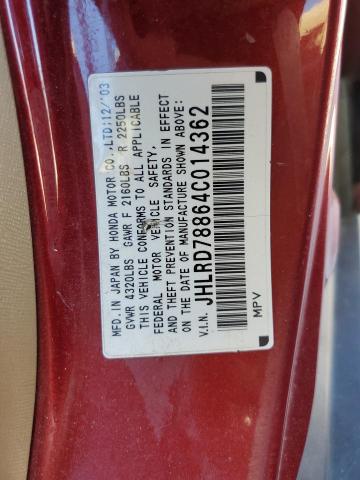 MFD.IN JAPAN BY HONDA MOTOR CO.,LTD:12/'03
GVWR 4320LBS GAWR F 2160LBS R 2250LBS
THIS VEHICLE CONFORMS TO ALL APPLICABLE
FEDERAL MOTOR VEHICLE SAFETY,
AND THEFT PREVENTION STANDARDS IN EFFECT
ON THE DATE OF MANUFACTURE SHOWN ABOVE:
V.I.N. JHLRD78864C014362
MPV